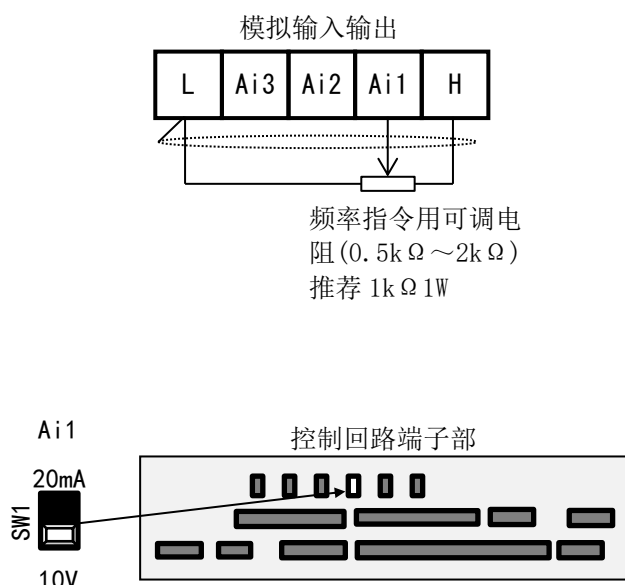 模拟输入输出
L Ai3 Ai2 Ai1 H
频率指令用可调电
阻(0.5kΩ～2kΩ)
推荐 1kΩ1W
Ai1
控制回路端子部
20mA
SW1
10V